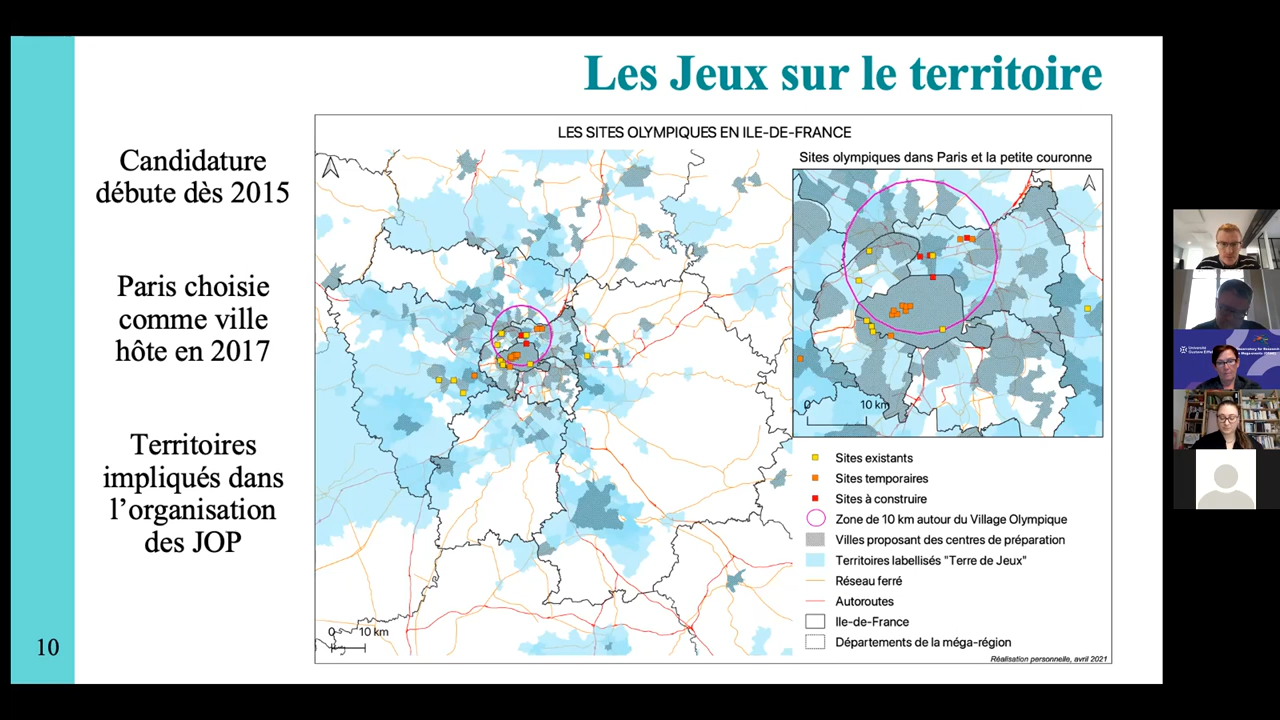 Les Jeux sur le territoire
Candidature
débute dès 2015
Paris choisie
comme ville
hôte en 2017
Territoires
impliqués dans
l’organisation
des JOP
10
LES SITES OLYMPIQUES EN ILE-DE-FRANCE
Sites olympiques dans Paris et la petite couronne
0 10 km
0 10 km
Sites existants
Sites temporaires
Sites à construire
Zone de 10 km autour du Village Olympique
Villes proposant des centres de préparation
Territoires labellisés "Terre de Jeux"
Réseau ferré
Autoroutes
Ile-de-France
Départements de la méga-région
Réalisation personnelle, avril 2021